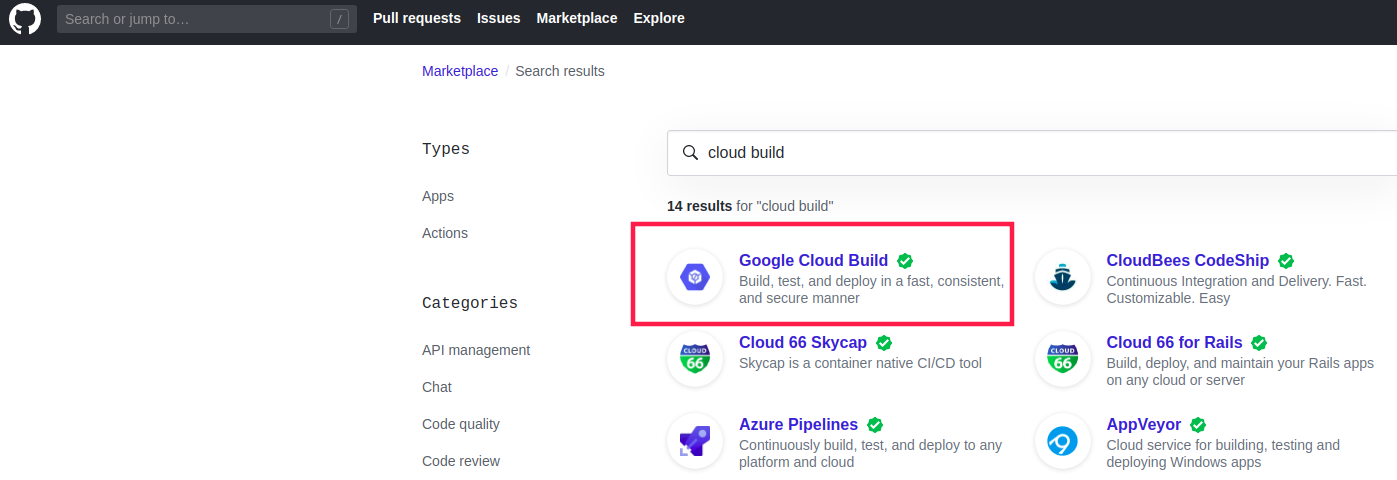 Search or jump to… /
Pull requests
Issues
Marketplace
Explore
Marketplace / Search results
Types
Apps
Actions
Categories
API management
Chat
Code quality
Code review
cloud build
14 results for "cloud build"
Google Cloud Build
Build, test, and deploy in a fast, consistent,
and secure manner
CloudBees CodeShip
Continuous Integration and Delivery. Fast.
Customizable. Easy
CLOUD
66
Cloud 66 Skycap
Skycap is a container native CI/CD tool
CLOUD
66
Cloud 66 for Rails
Build, deploy, and maintain your Rails apps
on any cloud or server
Azure Pipelines
Continuously build, test, and deploy to any
platform and cloud
AppVeyor
Cloud service for building, testing and
deploying Windows apps